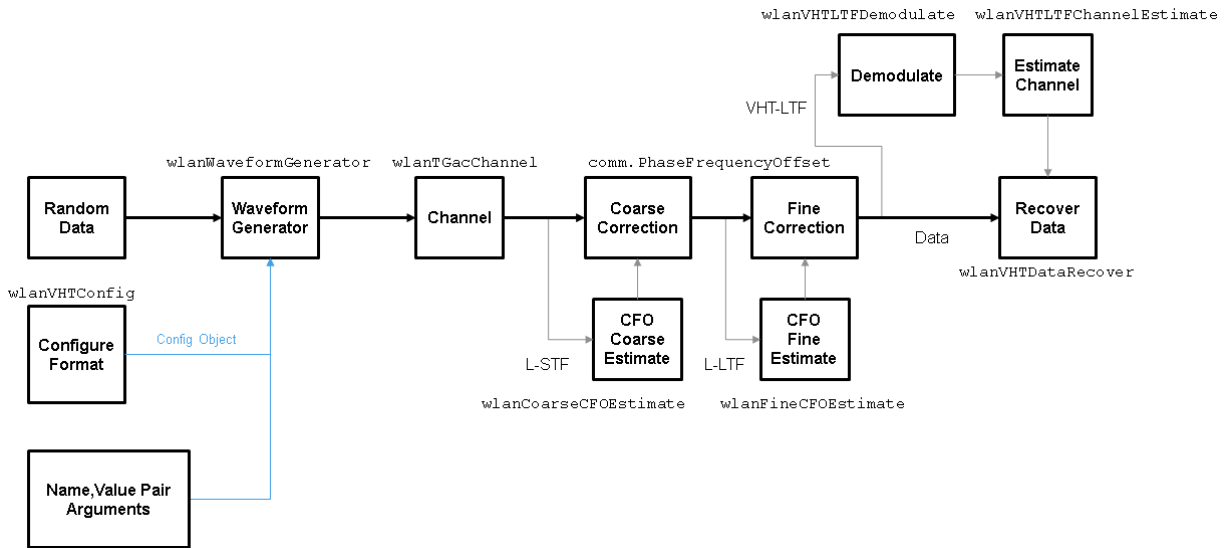 wlanVHTLTFDemodulate
wlanVHTLTFChannelEstimate
Demodulate
Estimate
Channel
VHT-LTF
wlanWaveformGenerator
wlanTGacChannel
comm.PhaseFrequencyOffset
Random
Data
Waveform
Generator
Channel
Coarse
Correction
Fine
Correction
Data
Recover
Data
wlanVHTDataRecover
wlanVHTConfig
Configure
Format
Config Object
L-STF
CFO
Coarse
Estimate
wlanCoarseCFOEstimate
L-LTF
CFO
Fine
Estimate
wlanFineCFOEstimate
Name,Value Pair
Arguments